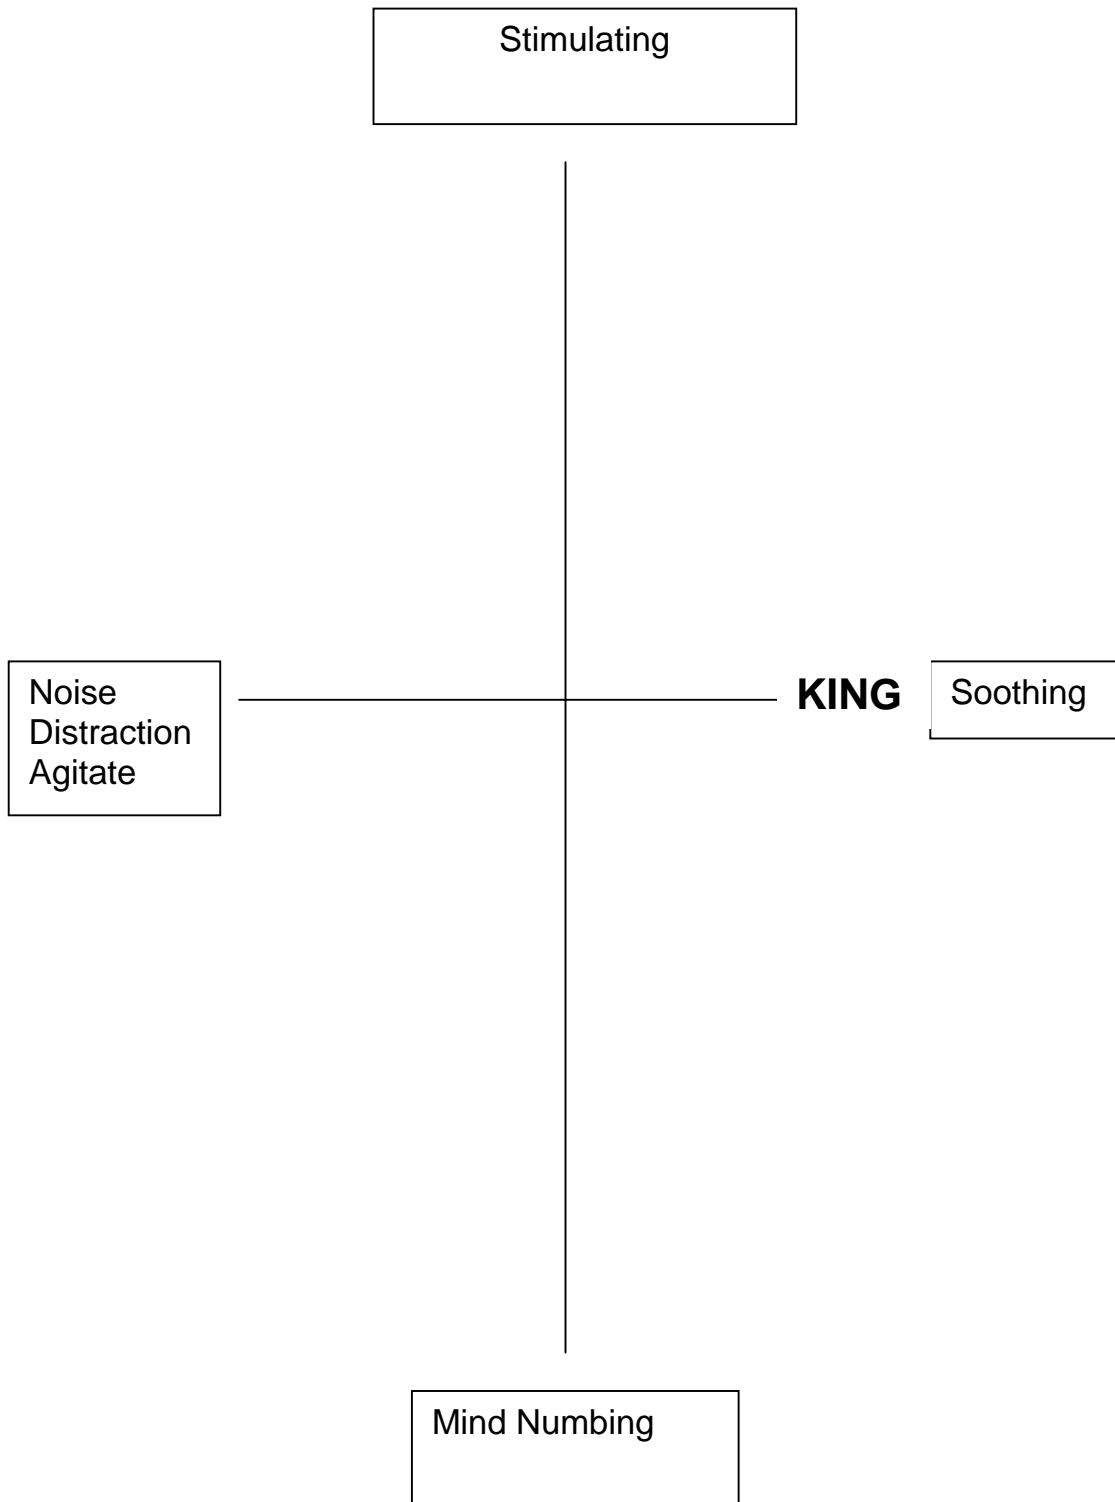 Stimulating
Noise
Distraction
Agitate
KING
Soothing
Mind Numbing